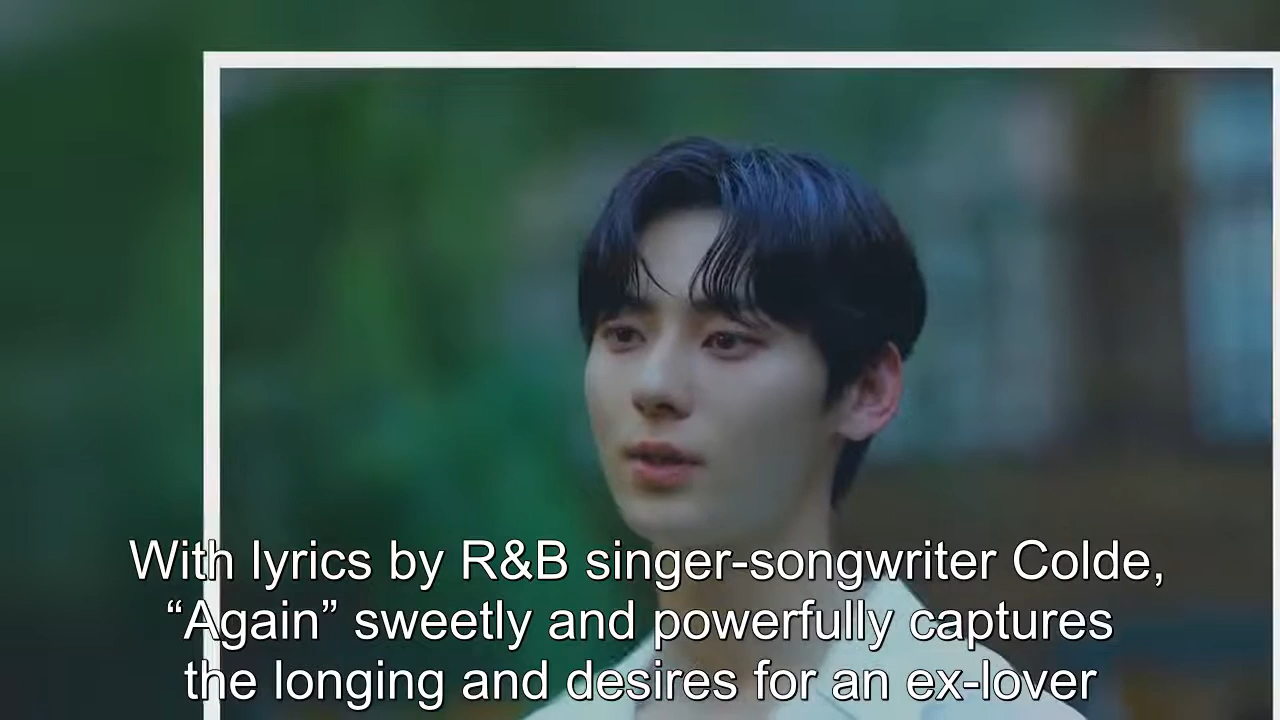 With lyrics by R&B singer-songwriter Colde,
“Again” sweetly and powerfully captures
the longing and desires for an ex-lover